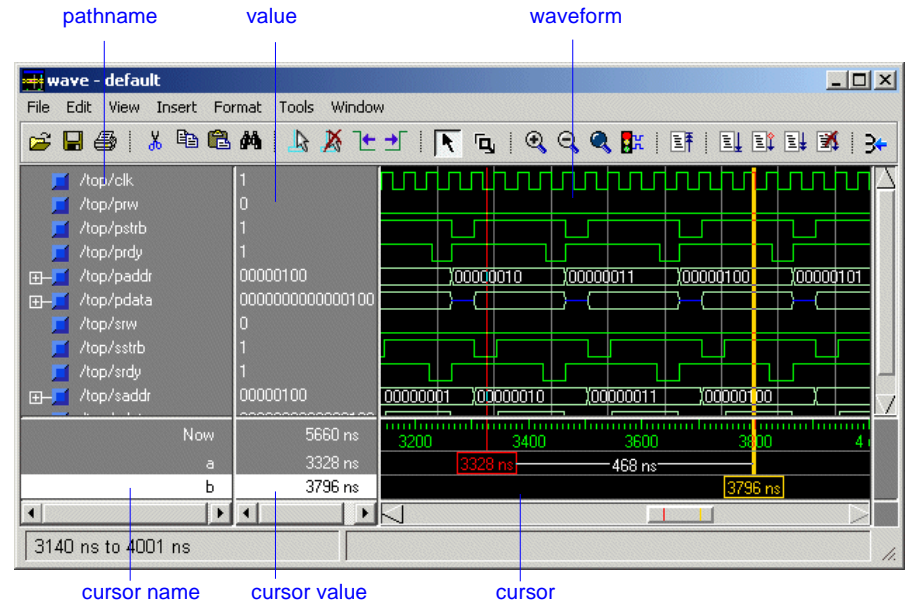 pathname value waveform
wave - default
File Edit View Insert Format Tools Window
/top/clk 1
/top/prw 0
/top/pstrb 1
/top/prdy 1
/top/paddr 00000100 00000010 00000011 00000100 00000101
/top/pdata 0000000000000100
/top/srw 0
/top/sstrb 1
/top/srdy 1
/top/saddr 00000100 00000001 00000010 00000011 00000100
Now 5660 ns 3200 3400 3600 3800 4
a 3328 ns 3328 ns 468 ns
b 3796 ns 3796 ns
3140 ns to 4001 ns
cursor name cursor value cursor